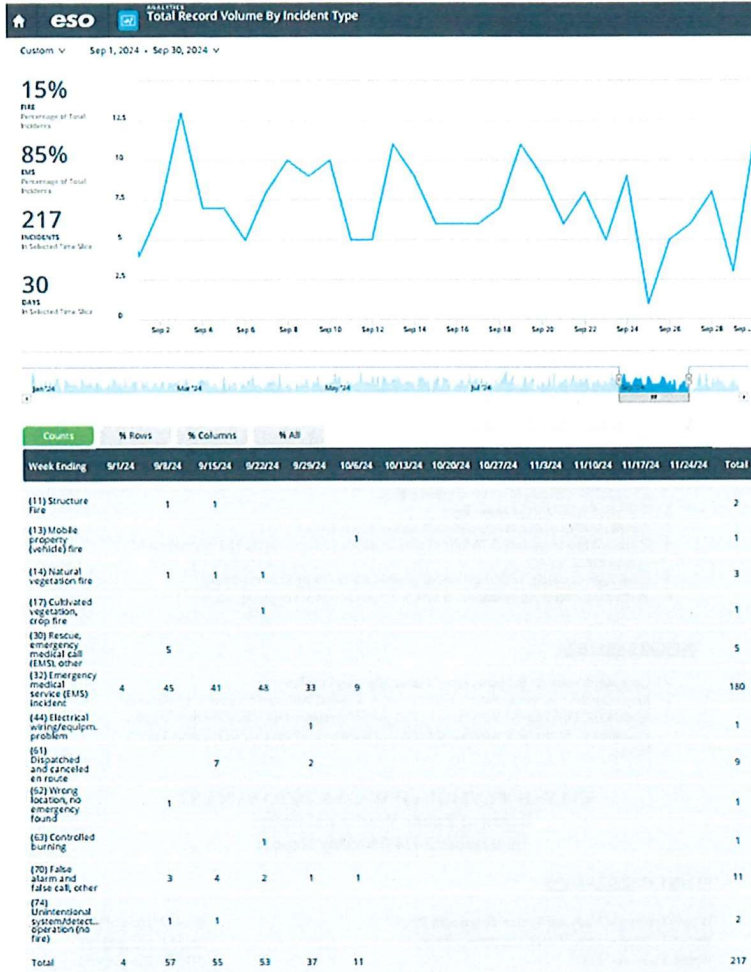 eso
ANALYTICS
Total Record Volume By Incident Type
Custom
Sep 1, 2024 - Sep 30, 2024
15%
FIRE
Percentage of Total
Incidents
85%
EMS
Percentage of Total
Incidents
217
INCIDENTS
In Selected Time Slice
30
DAYS
In Selected Time Slice
12.5
10
7.5
5
2.5
0
Sep 2 Sep 4 Sep 6 Sep 8 Sep 10 Sep 12 Sep 14 Sep 16 Sep 18 Sep 20 Sep 22 Sep 24 Sep 26 Sep 28 Sep ...
Jan '24 Mar '24 May '24 Jul '24
Counts % Rows % Columns % All
Week Ending 9/1/24 9/8/24 9/15/24 9/22/24 9/29/24 10/6/24 10/13/24 10/20/24 10/27/24 11/3/24 11/10/24 11/17/24 11/24/24 Total
(11) Structure
Fire 1 1 2
(13) Mobile
property
(vehicle) fire 1 1
(14) Natural
vegetation fire 1 3
(17) Cultivated
vegetation,
crop fire 1 1
(30) Rescue,
emergency
medical call
(EMS), other 5 5
(32) Emergency
medical
service (EMS)
incident 4 45 41 48 33 9 180
(44) Electrical
wiring/equipm.
problem 1 1
(61)
Dispatched
and canceled
en route 7 2 9
(62) Wrong
location, no
emergency
found 1 1
(63) Controlled
burning 1 1
(70) False
alarm and
false call, other 3 4 2 1 1 11
(74)
Unintentional
system/detect...
operation (no
fire) 1 1 2
Total 4 57 55 53 37 11 217